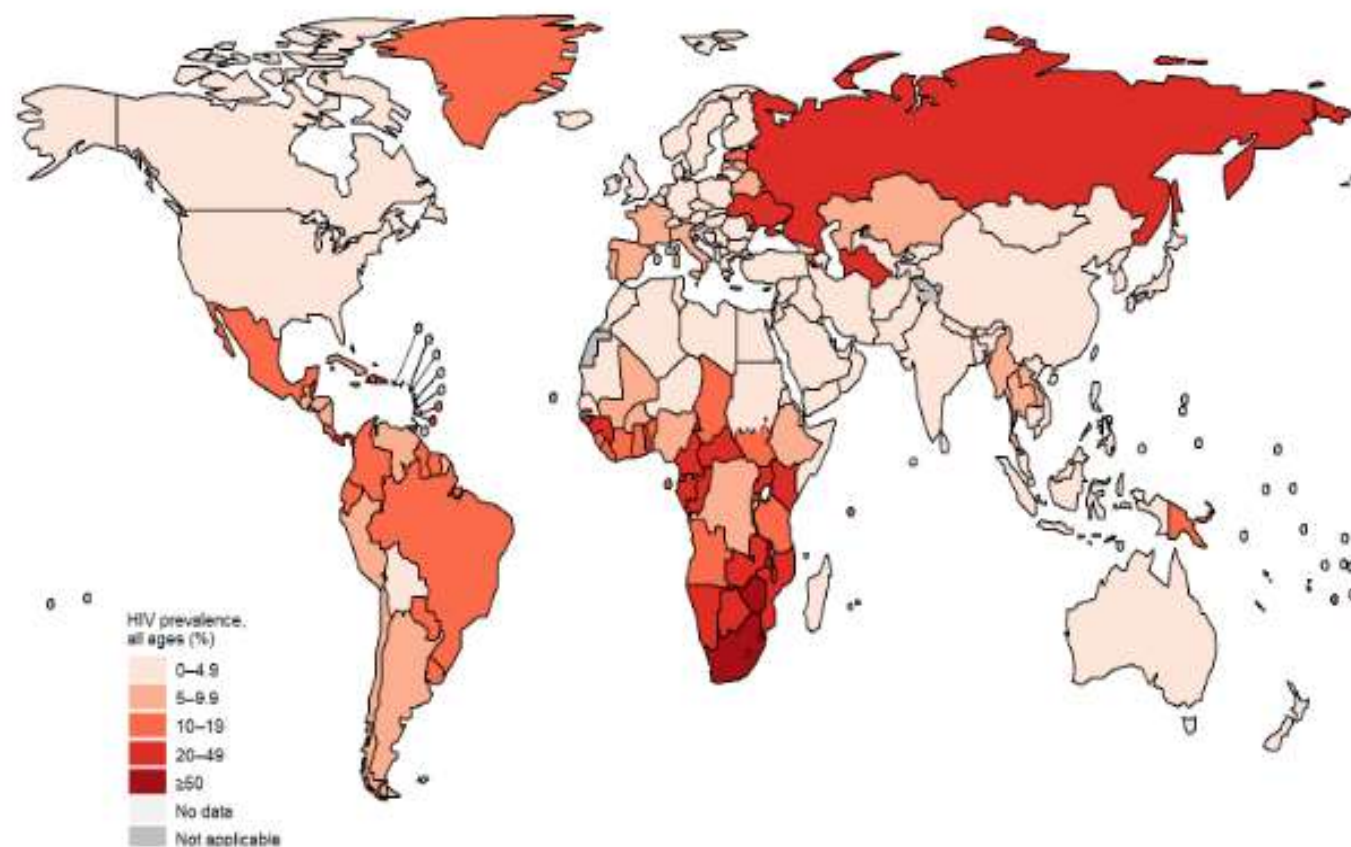 HIV prevalence,
all ages (%)
0–4.9
5–9.9
10–19
20–49
≥50
No data
Not applicable